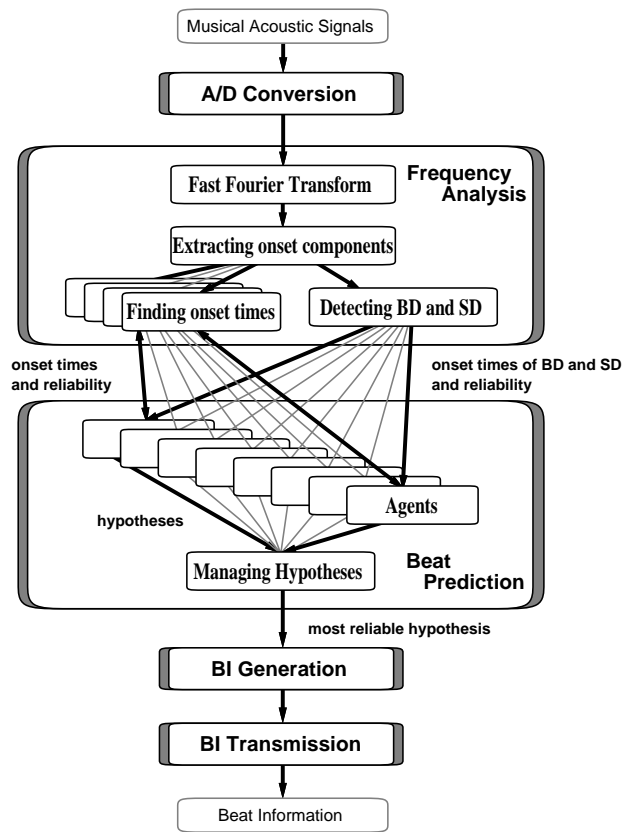 Musical Acoustic Signals
A/D Conversion
Frequency
Analysis
Fast Fourier Transform
Extracting onset components
Finding onset times
Detecting BD and SD
onset times
and reliability
onset times of BD and SD
and reliability
Agents
hypotheses
Managing Hypotheses
Beat
Prediction
most reliable hypothesis
BI Generation
BI Transmission
Beat Information